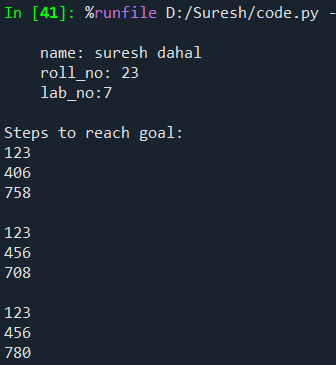 In [41]: %runfile D:/Suresh/code.py -
name: suresh dahal
roll_no: 23
lab_no:7
Steps to reach goal:
123
406
758
123
456
708
123
456
780